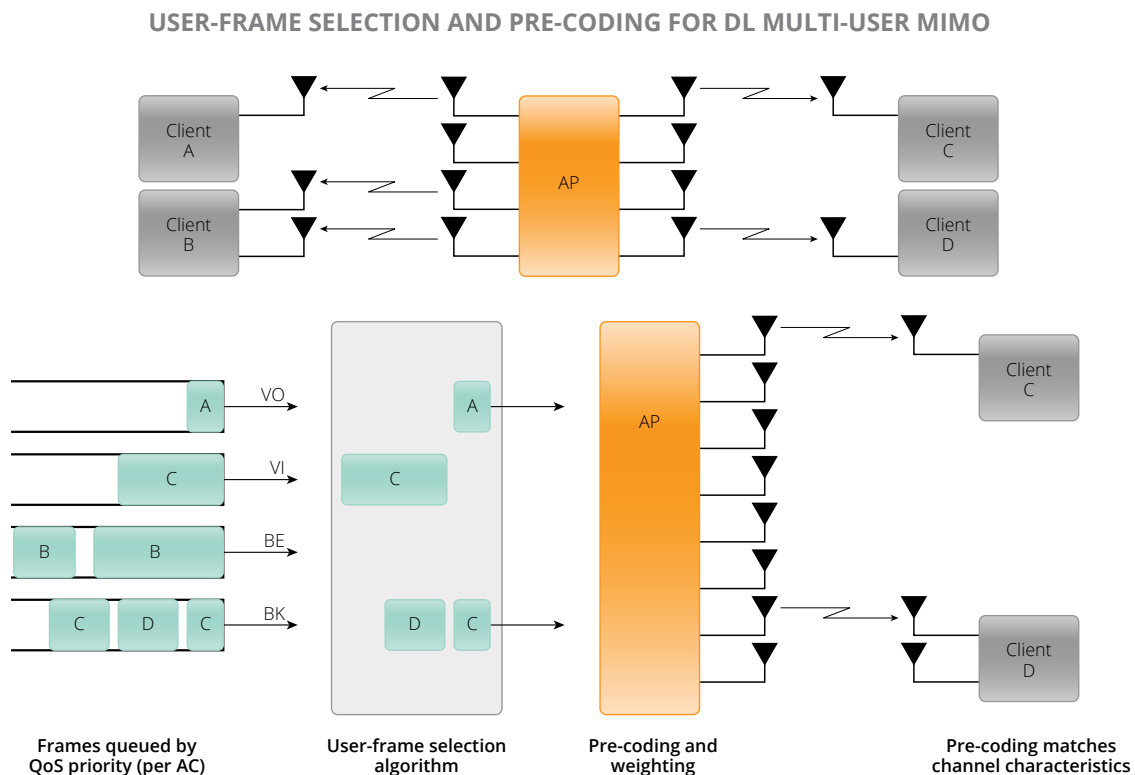 USER-FRAME SELECTION AND PRE-CODING FOR DL MULTI-USER MIMO
Client
A
Client
B
AP
Client
C
Client
D
A
VO
C
VI
B
B
BE
C
D
C
BK
A
C
D
C
AP
Client
C
Client
D
Frames queued by
QoS priority (per AC)
User-frame selection
algorithm
Pre-coding and
weighting
Pre-coding matches
channel characteristics